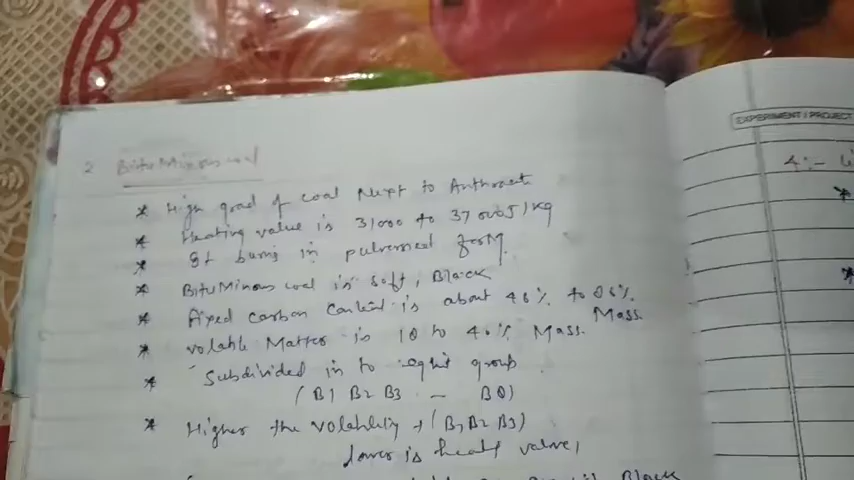 2 BituMinous coal
* High grad of coal Next to Anthracite
* Heating value is 31000 to 37000J/kg
* It burns in pulverised form.
* BituMinous coal is soft, Black
* fixed carbon content is about 46% to 86% Mass.
* volatile Matter is 10 to 40% Mass.
* Subdivided in to eight group
(B1 B2 B3 — B8)
* Higher the volatility → (B1 B2 B3)
lower is heat value,
Black
EXPERIMENT / PROJECT
4:-
*
*